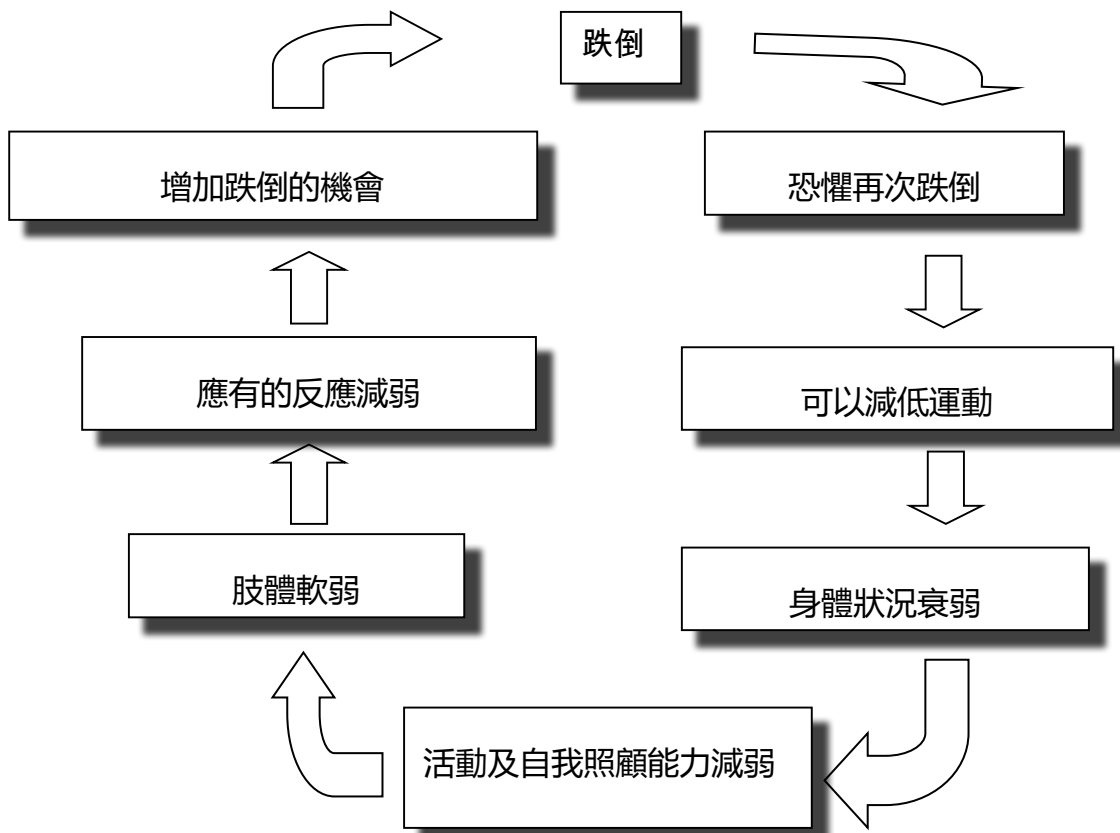 跌倒
恐懼再次跌倒
可以減低運動
身體狀況衰弱
活動及自我照顧能力減弱
肢體軟弱
應有的反應減弱
增加跌倒的機會